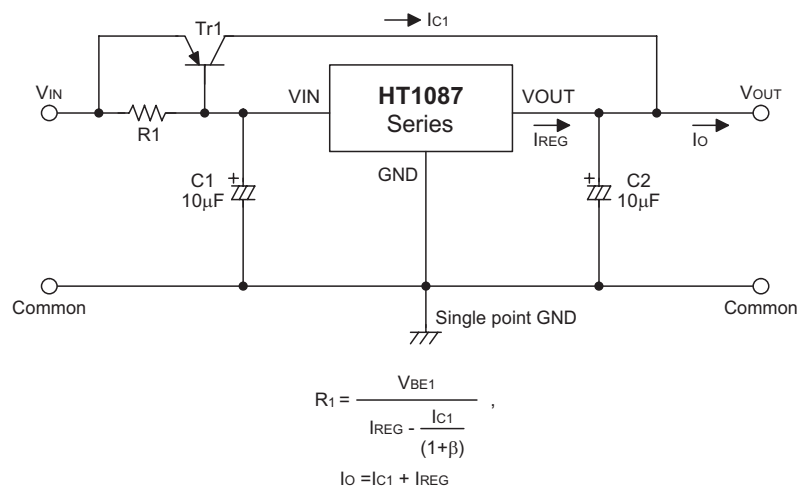 Tr1
IC1
VIN
R1
VIN
HT1087
Series
VOUT
IREG
VOUT
IO
GND
C1
+
10μF
+
C2
10μF
Common
Single point GND
Common
R1 = VBE1 / (IREG - IC1 / (1+β)) ,
IO =IC1 + IREG